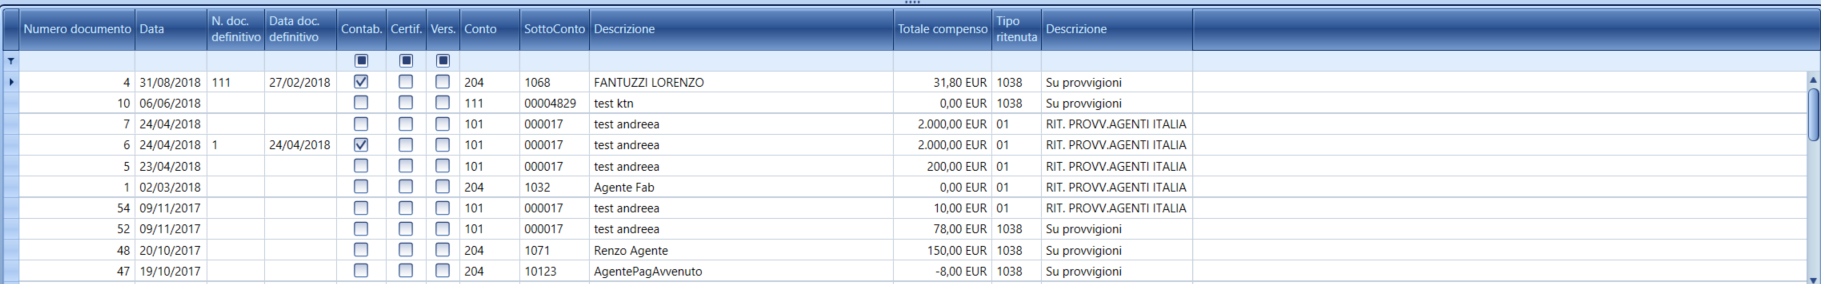 Numero documento Data N. doc. definitivo Data doc. definitivo Contab. Certif. Vers. Conto SottoConto Descrizione Totale compenso Tipo ritenuta Descrizione
4 31/08/2018 111 27/02/2018 204 1068 FANTUZZI LORENZO 31,80 EUR 1038 Su provvigioni
10 06/06/2018 111 00004829 test ktn 0,00 EUR 1038 Su provvigioni
7 24/04/2018 101 000017 test andreea 2.000,00 EUR 01 RIT. PROVV.AGENTI ITALIA
6 24/04/2018 1 24/04/2018 101 000017 test andreea 2.000,00 EUR 01 RIT. PROVV.AGENTI ITALIA
5 23/04/2018 101 000017 test andreea 200,00 EUR 01 RIT. PROVV.AGENTI ITALIA
1 02/03/2018 204 1032 Agente Fab 0,00 EUR 01 RIT. PROVV.AGENTI ITALIA
54 09/11/2017 101 000017 test andreea 10,00 EUR 01 RIT. PROVV.AGENTI ITALIA
52 09/11/2017 101 000017 test andreea 78,00 EUR 1038 Su provvigioni
48 20/10/2017 204 1071 Renzo Agente 150,00 EUR 1038 Su provvigioni
47 19/10/2017 204 10123 AgentePagAvvenuto -8,00 EUR 1038 Su provvigioni